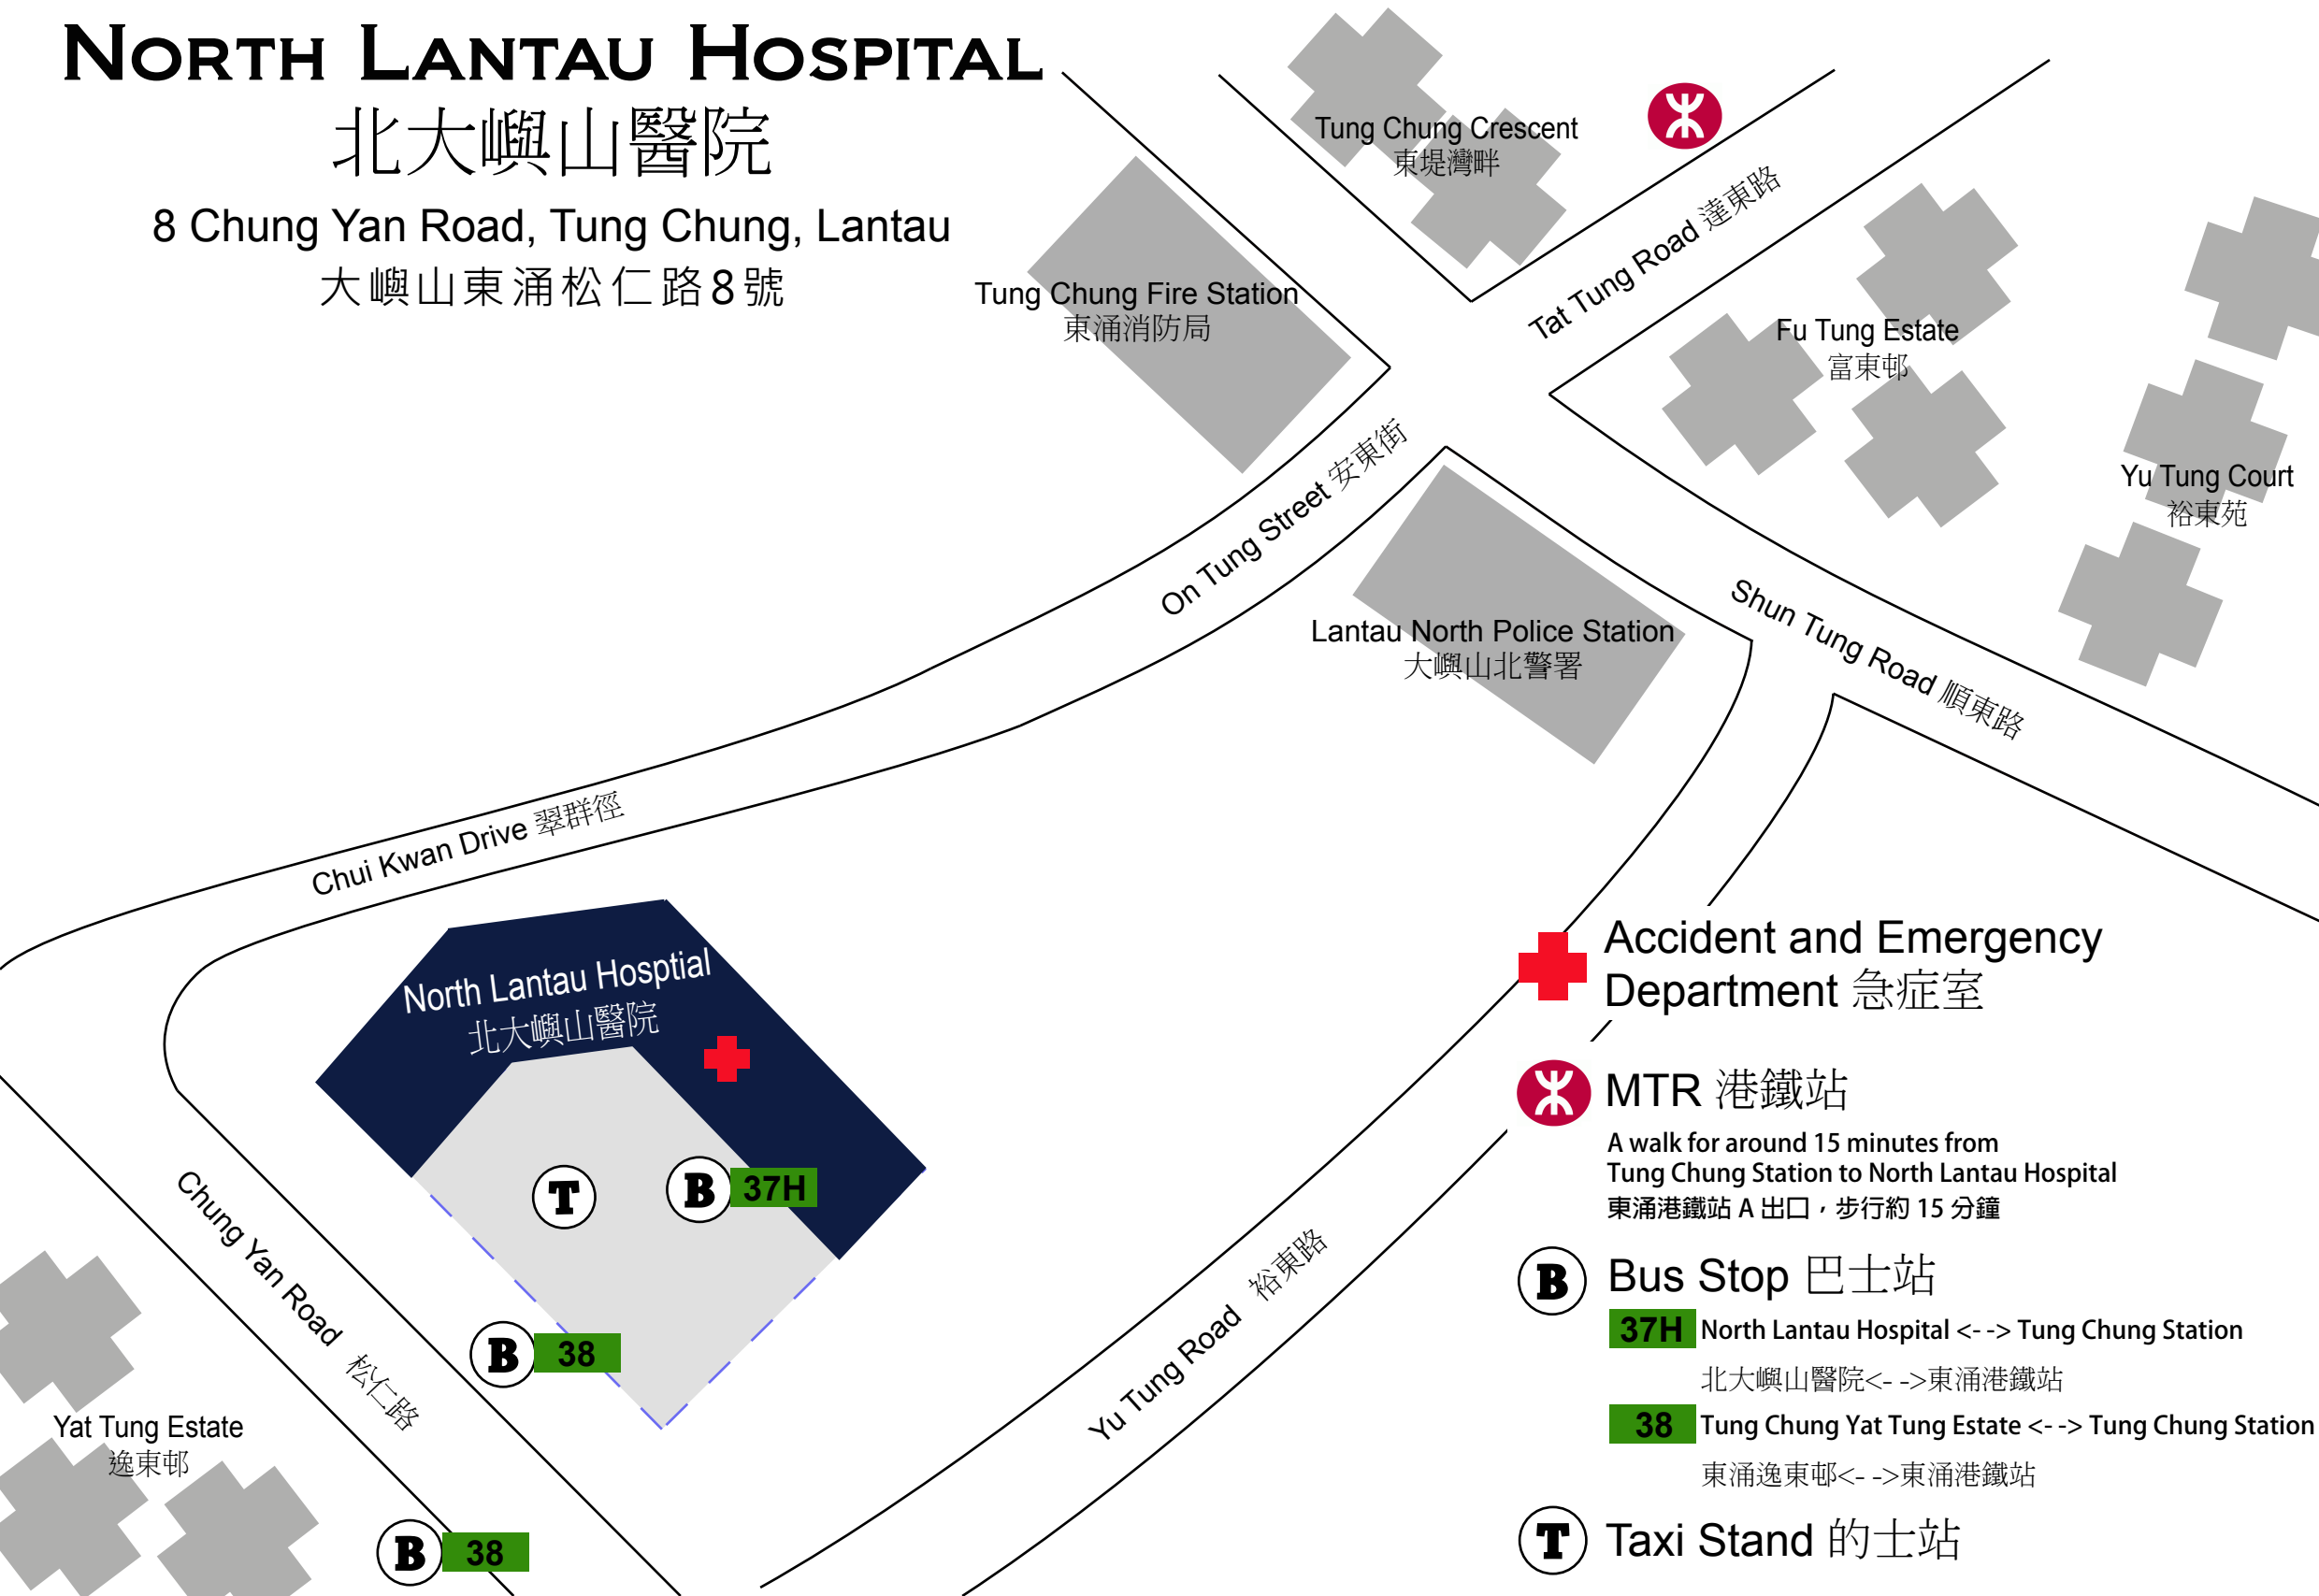 NORTH LANTAU HOSPITAL
北大嶼山醫院
8 Chung Yan Road, Tung Chung, Lantau
大嶼山東涌松仁路8號
Tung Chung Crescent
東堤灣畔
Tat Tung Road 達東路
Tung Chung Fire Station
東涌消防局
Fu Tung Estate
富東邨
Yu Tung Court
裕東苑
On Tung Street 安東街
Lantau North Police Station
大嶼山北警署
Shun Tung Road 順東路
Chui Kwan Drive 翠群徑
North Lantau Hosptial
北大嶼山醫院
T
B 37H
B 38
Chung Yan Road 松仁路
Yat Tung Estate
逸東邨
B 38
Yu Tung Road 裕東路
Accident and Emergency
Department 急症室
MTR 港鐵站
A walk for around 15 minutes from
Tung Chung Station to North Lantau Hospital
東涌港鐵站 A 出口，步行約 15 分鐘
B Bus Stop 巴士站
37H North Lantau Hospital <- -> Tung Chung Station
北大嶼山醫院<- ->東涌港鐵站
38 Tung Chung Yat Tung Estate <- -> Tung Chung Station
東涌逸東邨<- ->東涌港鐵站
T Taxi Stand 的士站